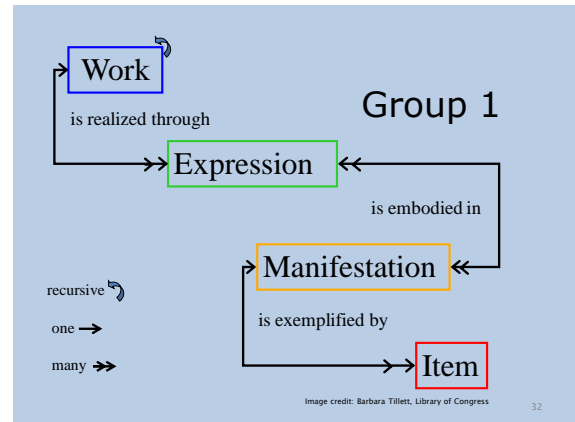 Work
Group 1
is realized through
Expression
is embodied in
Manifestation
recursive
is exemplified by
one
many
Item
Image credit: Barbara Tillett, Library of Congress
32